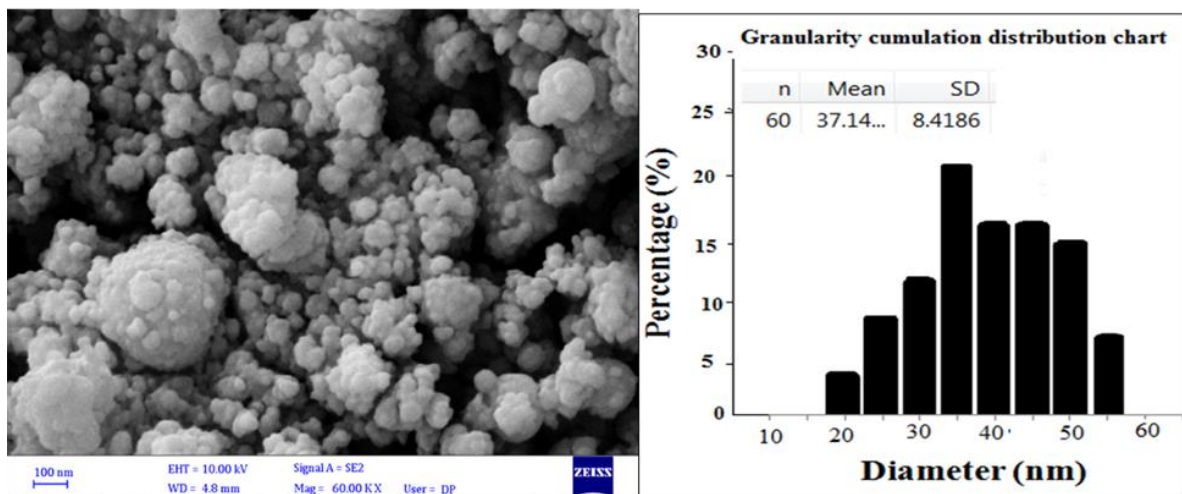 100 nm
EHT = 10.00 kV
Signal A = SE2
WD = 4.8 mm
Mag = 60.00 K X
User = DP
ZEISS
Granularity cumulation distribution chart
n Mean SD
60 37.14... 8.4186
Percentage (%)
30
25
20
15
10
5
0
10 20 30 40 50 60
Diameter (nm)